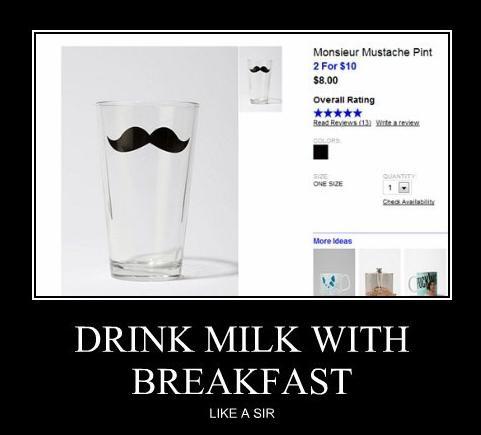 Monsieur Mustache Pint
2 For $10
$8.00
Overall Rating
Read Reviews (13) Write a review
COLORS:
SIZE: QUANTITY:
ONE SIZE 1
Check Availability
More Ideas
DRINK MILK WITH
BREAKFAST
LIKE A SIR